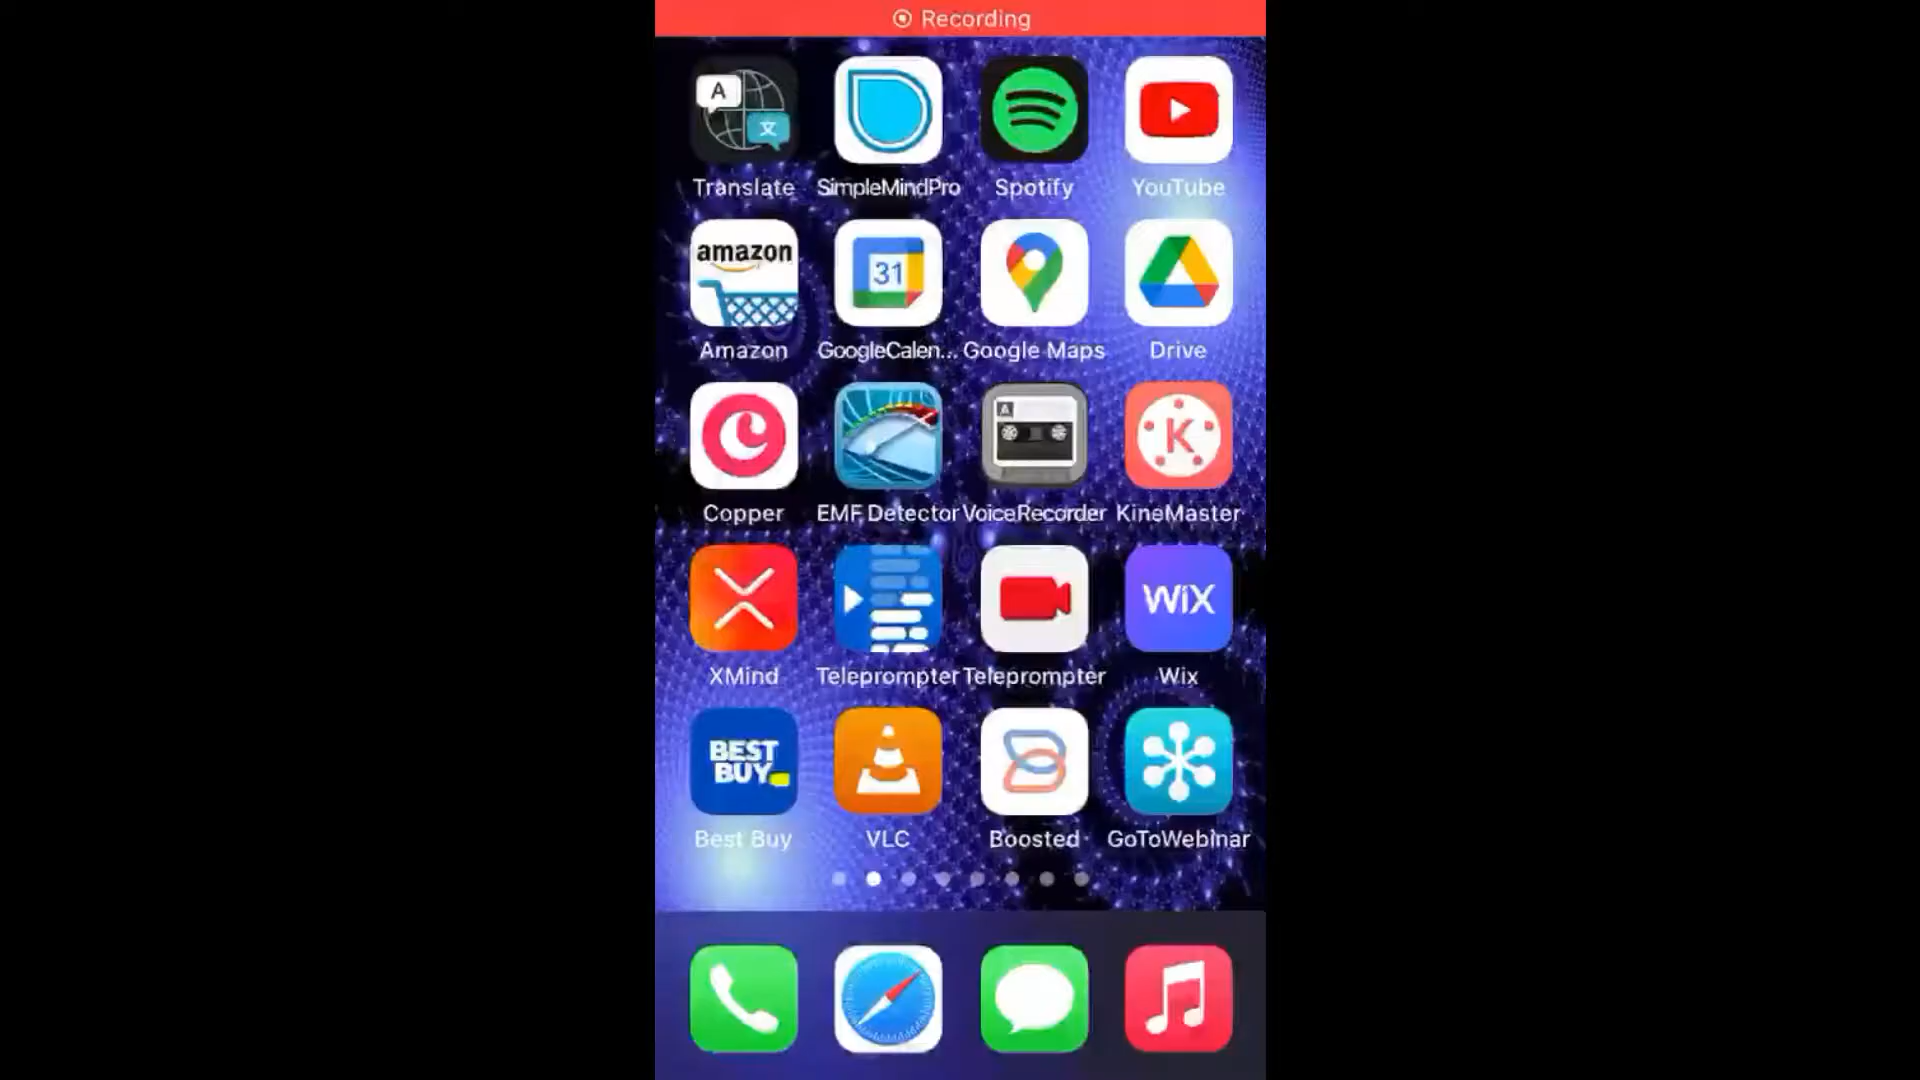 Recording
A
文
Translate SimpleMindPro Spotify YouTube
amazon
31
Amazon GoogleCalen... Google Maps Drive
A
K
Copper EMF Detector VoiceRecorder KineMaster
WiX
XMind Teleprompter Teleprompter Wix
BEST
BUY
Best Buy VLC Boosted GoToWebinar